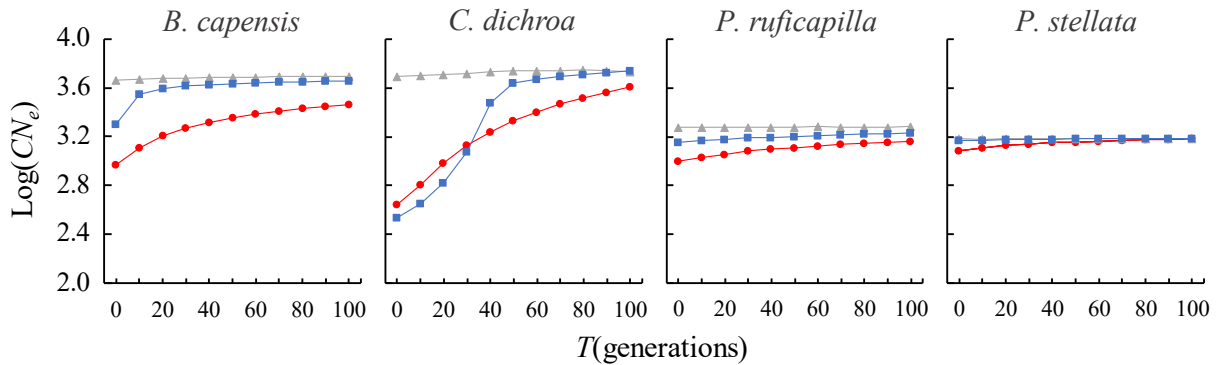 B. capensis C. dichroa P. ruficapilla P. stellata
4.0
3.6
3.2
2.8
2.4
2.0
Log(CNe)
0 20 40 60 80 100 0 20 40 60 80 100 0 20 40 60 80 100 0 20 40 60 80 100
T(generations)